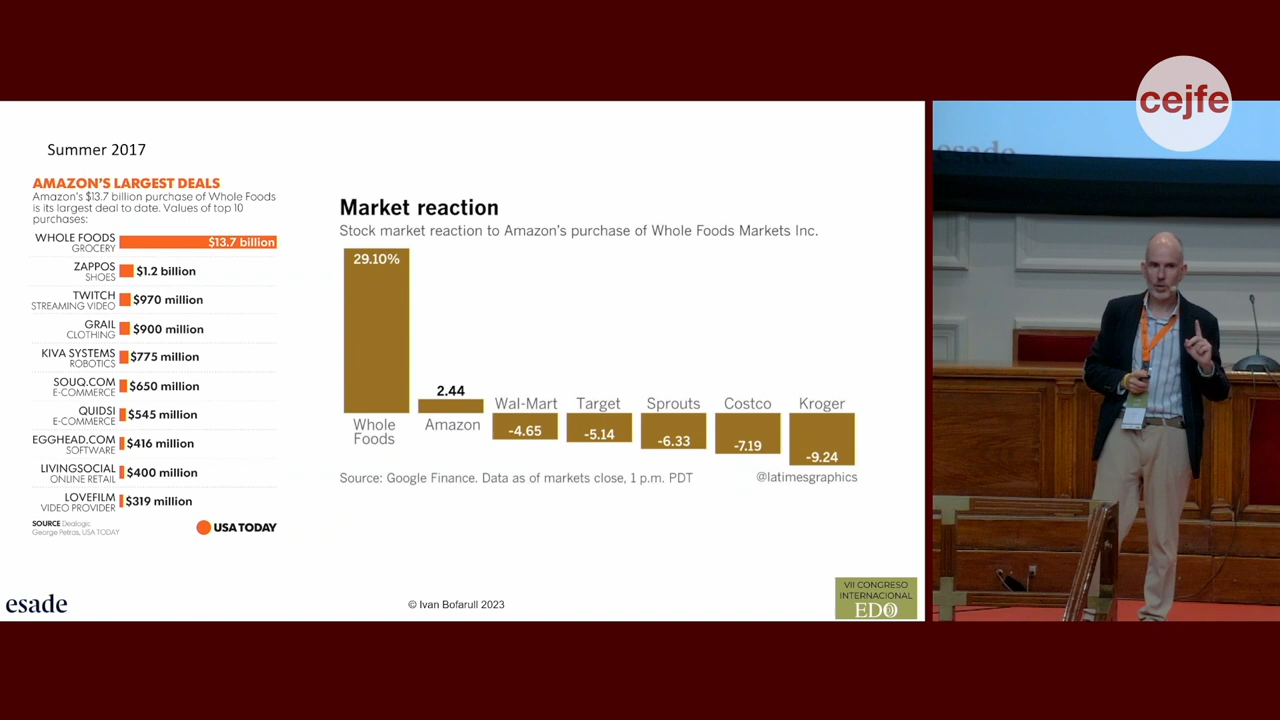 cejfe
esade
Summer 2017
AMAZON'S LARGEST DEALS
Amazon's $13.7 billion purchase of Whole Foods
is its largest deal to date. Values of top 10
purchases:
WHOLE FOODS
GROCERY
$13.7 billion
ZAPPOS
SHOES
$1.2 billion
TWITCH
STREAMING VIDEO
$970 million
GRAIL
CLOTHING
$900 million
KIVA SYSTEMS
ROBOTICS
$775 million
SOUQ.COM
E-COMMERCE
$650 million
QUIDSI
E-COMMERCE
$545 million
EGGHEAD.COM
SOFTWARE
$416 million
LIVINGSOCIAL
ONLINE RETAIL
$400 million
LOVEFILM
VIDEO PROVIDER
$319 million
SOURCE Dealogic
George Petras, USA TODAY
USA TODAY
Market reaction
Stock market reaction to Amazon's purchase of Whole Foods Markets Inc.
29.10%
Whole
Foods
2.44
Amazon
Wal-Mart
-4.65
Target
-5.14
Sprouts
-6.33
Costco
-7.19
Kroger
-9.24
Source: Google Finance. Data as of markets close, 1 p.m. PDT
@latimesgraphics
esade
© Ivan Bofarull 2023
VII CONGRESO
INTERNACIONAL
EDO